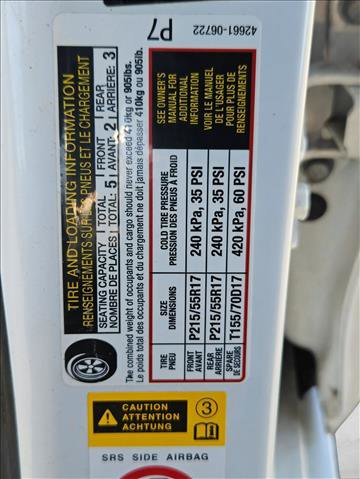 42661-06722
P7
TIRE AND LOADING INFORMATION
RENSEIGNEMENTS SUR LES PNEUS ET LE CHARGEMENT
SEATING CAPACITY | TOTAL 5 | FRONT 2 | REAR 3
NOMBRE DE PLACES | TOTAL: | AVANT: | ARRIÈRE:
The combined weight of occupants and cargo should never exceed 410kg or 905lbs.
Le poids total des occupants et du chargement ne doit jamais dépasser 410kg ou 905lb.
TIRE SIZE COLD TIRE PRESSURE
PNEU DIMENSIONS PRESSION DES PNEUS À FROID
FRONT
AVANT P215/55R17 240 kPa, 35 PSI
REAR
ARRIÈRE P215/55R17 240 kPa, 35 PSI
SPARE
DE SECOURS T155/70D17 420 kPa, 60 PSI
SEE OWNER'S
MANUAL FOR
ADDITIONAL
INFORMATION
VOIR LE MANUEL
DE L'USAGER
POUR PLUS DE
RENSEIGNEMENTS
CAUTION
ATTENTION
ACHTUNG
3
i
SRS SIDE AIRBAG